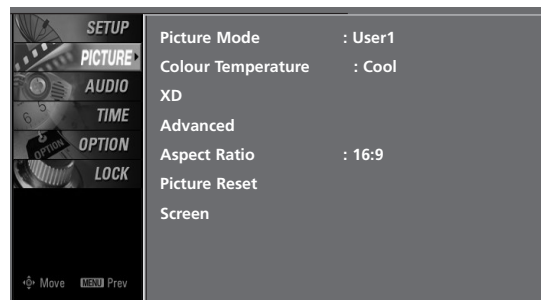 SETUP
PICTURE
AUDIO
TIME
OPTION
LOCK
Move MENU Prev
Picture Mode : User1
Colour Temperature : Cool
XD
Advanced
Aspect Ratio : 16:9
Picture Reset
Screen